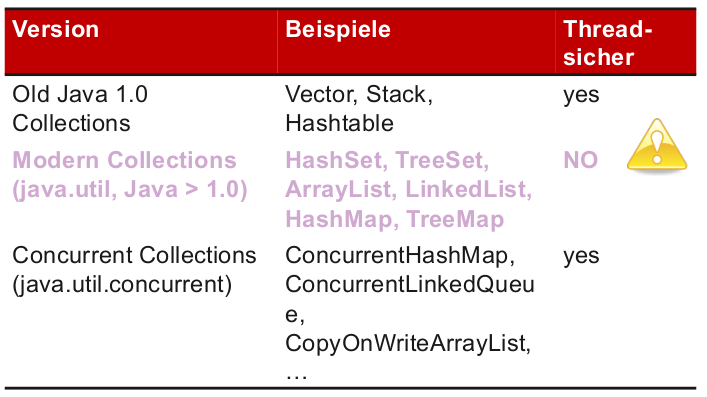 Version Beispiele Thread-
sicher
Old Java 1.0 Vector, Stack, yes
Collections Hashtable
Modern Collections HashSet, TreeSet, NO
(java.util, Java > 1.0) ArrayList, LinkedList,
HashMap, TreeMap
Concurrent Collections ConcurrentHashMap, yes
(java.util.concurrent) ConcurrentLinkedQueu
e,
CopyOnWriteArrayList,
…